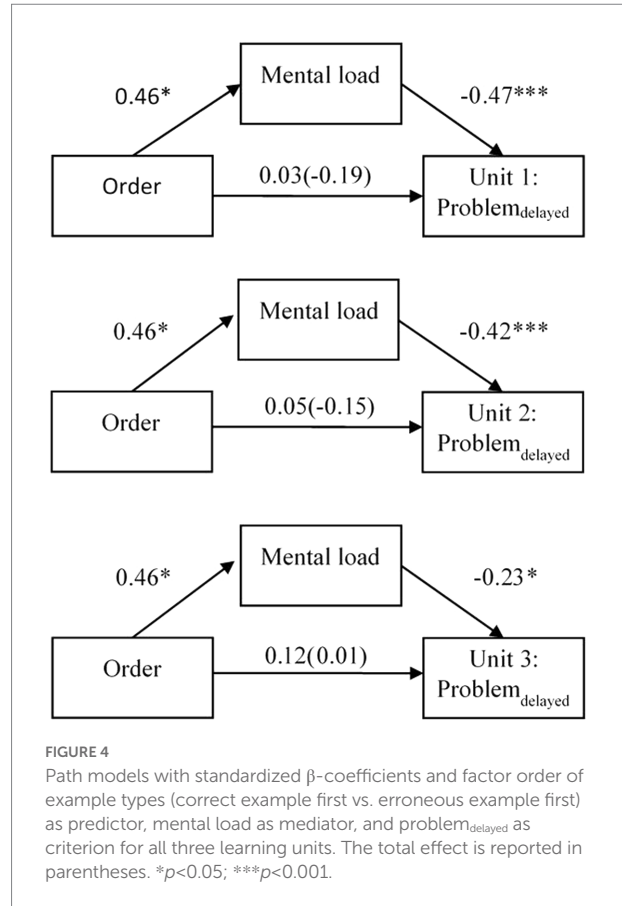 Mental load
0.46*
-0.47***
Order
0.03(-0.19)
Unit 1:
Problemdelayed
Mental load
0.46*
-0.42***
Order
0.05(-0.15)
Unit 2:
Problemdelayed
Mental load
0.46*
-0.23*
Order
0.12(0.01)
Unit 3:
Problemdelayed
FIGURE 4
Path models with standardized β-coefficients and factor order of
example types (correct example first vs. erroneous example first)
as predictor, mental load as mediator, and problemdelayed as
criterion for all three learning units. The total effect is reported in
parentheses. *p<0.05; ***p<0.001.